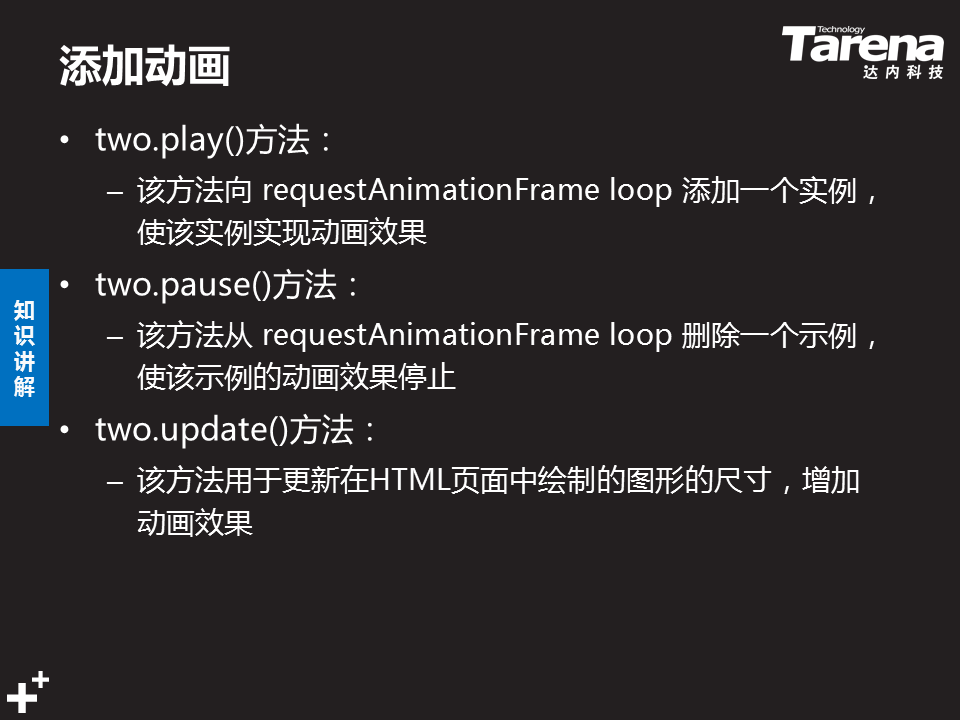 添加动画
Technology
Tarena
达内科技
• two.play()方法：
– 该方法向 requestAnimationFrame loop 添加一个实例，
使该实例实现动画效果
• two.pause()方法：
– 该方法从 requestAnimationFrame loop 删除一个示例，
使该示例的动画效果停止
• two.update()方法：
– 该方法用于更新在HTML页面中绘制的图形的尺寸，增加
动画效果
知
识
讲
解